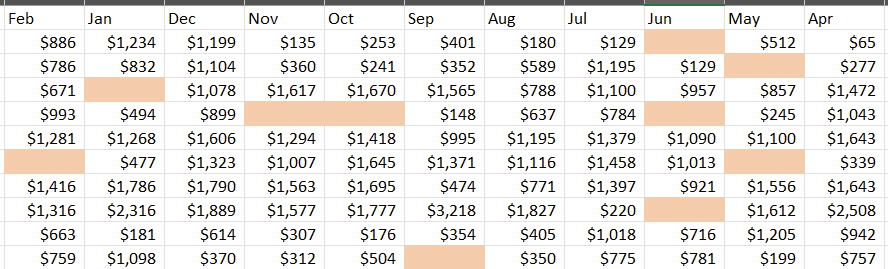 Feb Jan Dec Nov Oct Sep Aug Jul Jun May Apr
$886 $1,234 $1,199 $135 $253 $401 $180 $129 $512 $65
$786 $832 $1,104 $360 $241 $352 $589 $1,195 $129 $277
$671 $1,078 $1,617 $1,670 $1,565 $788 $1,100 $957 $857 $1,472
$993 $494 $899 $148 $637 $784 $245 $1,043
$1,281 $1,268 $1,606 $1,294 $1,418 $995 $1,195 $1,379 $1,090 $1,100 $1,643
$477 $1,323 $1,007 $1,645 $1,371 $1,116 $1,458 $1,013 $339
$1,416 $1,786 $1,790 $1,563 $1,695 $474 $771 $1,397 $921 $1,556 $1,643
$1,316 $2,316 $1,889 $1,577 $1,777 $3,218 $1,827 $220 $1,612 $2,508
$663 $181 $614 $307 $176 $354 $405 $1,018 $716 $1,205 $942
$759 $1,098 $370 $312 $504 $350 $775 $781 $199 $757